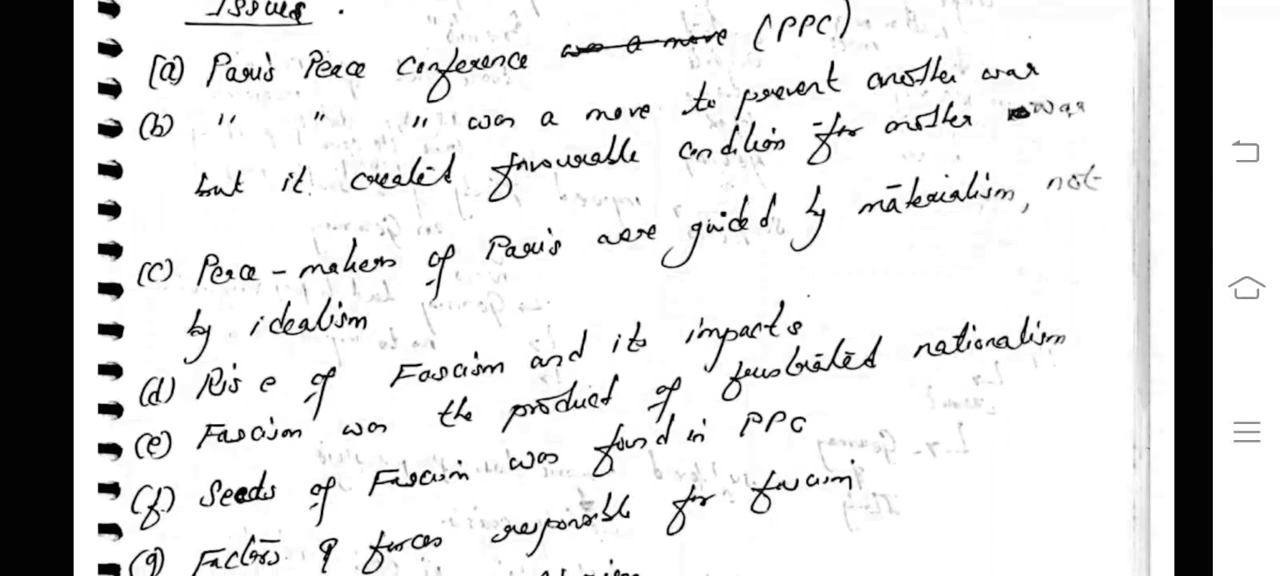 Issues.
(a) Paris Peace Conference was a move (PPC)
(b) " " " was a move to prevent another war
but it created favourable condition for another war
(c) Peace-makers of Paris were guided by materialism, not
by idealism
(d) Rise of Fascism and its impacts
(e) Fascism was the product of frustrated nationalism
(f) Seeds of Fascism was found in PPC
(g) Factors & forces responsible for fascism